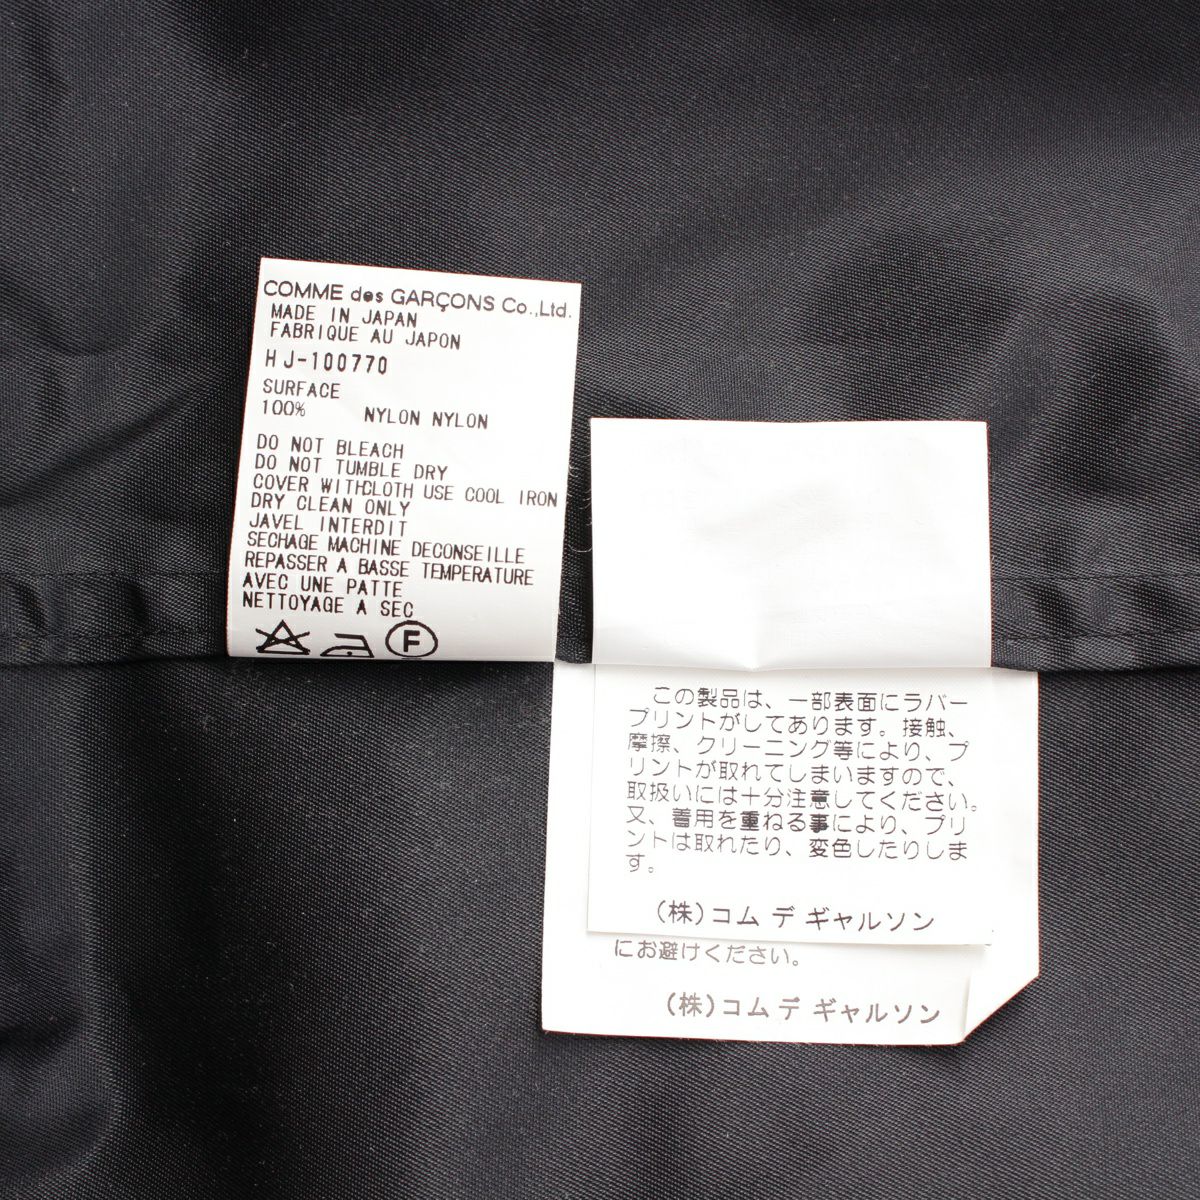 COMME des GARÇONS Co.,Ltd.
MADE IN JAPAN
FABRIQUE AU JAPON
HJ-100770
SURFACE
100% NYLON NYLON
DO NOT BLEACH
DO NOT TUMBLE DRY
COVER WITHCLOTH USE COOL IRON
DRY CLEAN ONLY
JAVEL INTERDIT
SECHAGE MACHINE DECONSEILLE
REPASSER A BASSE TEMPERATURE
AVEC UNE PATTE
NETTOYAGE A SEC
F
この製品は、一部表面にラバー
プリントがしてあります。接触、
摩擦、クリーニング等により、プ
リントが取れてしまいますので、
取扱いには十分注意してください。
又、着用を重ねる事により、プリ
ントは取れたり、変色したりしま
す。
(株)コム デ ギャルソン
にお避けください。
(株)コム デ ギャルソン